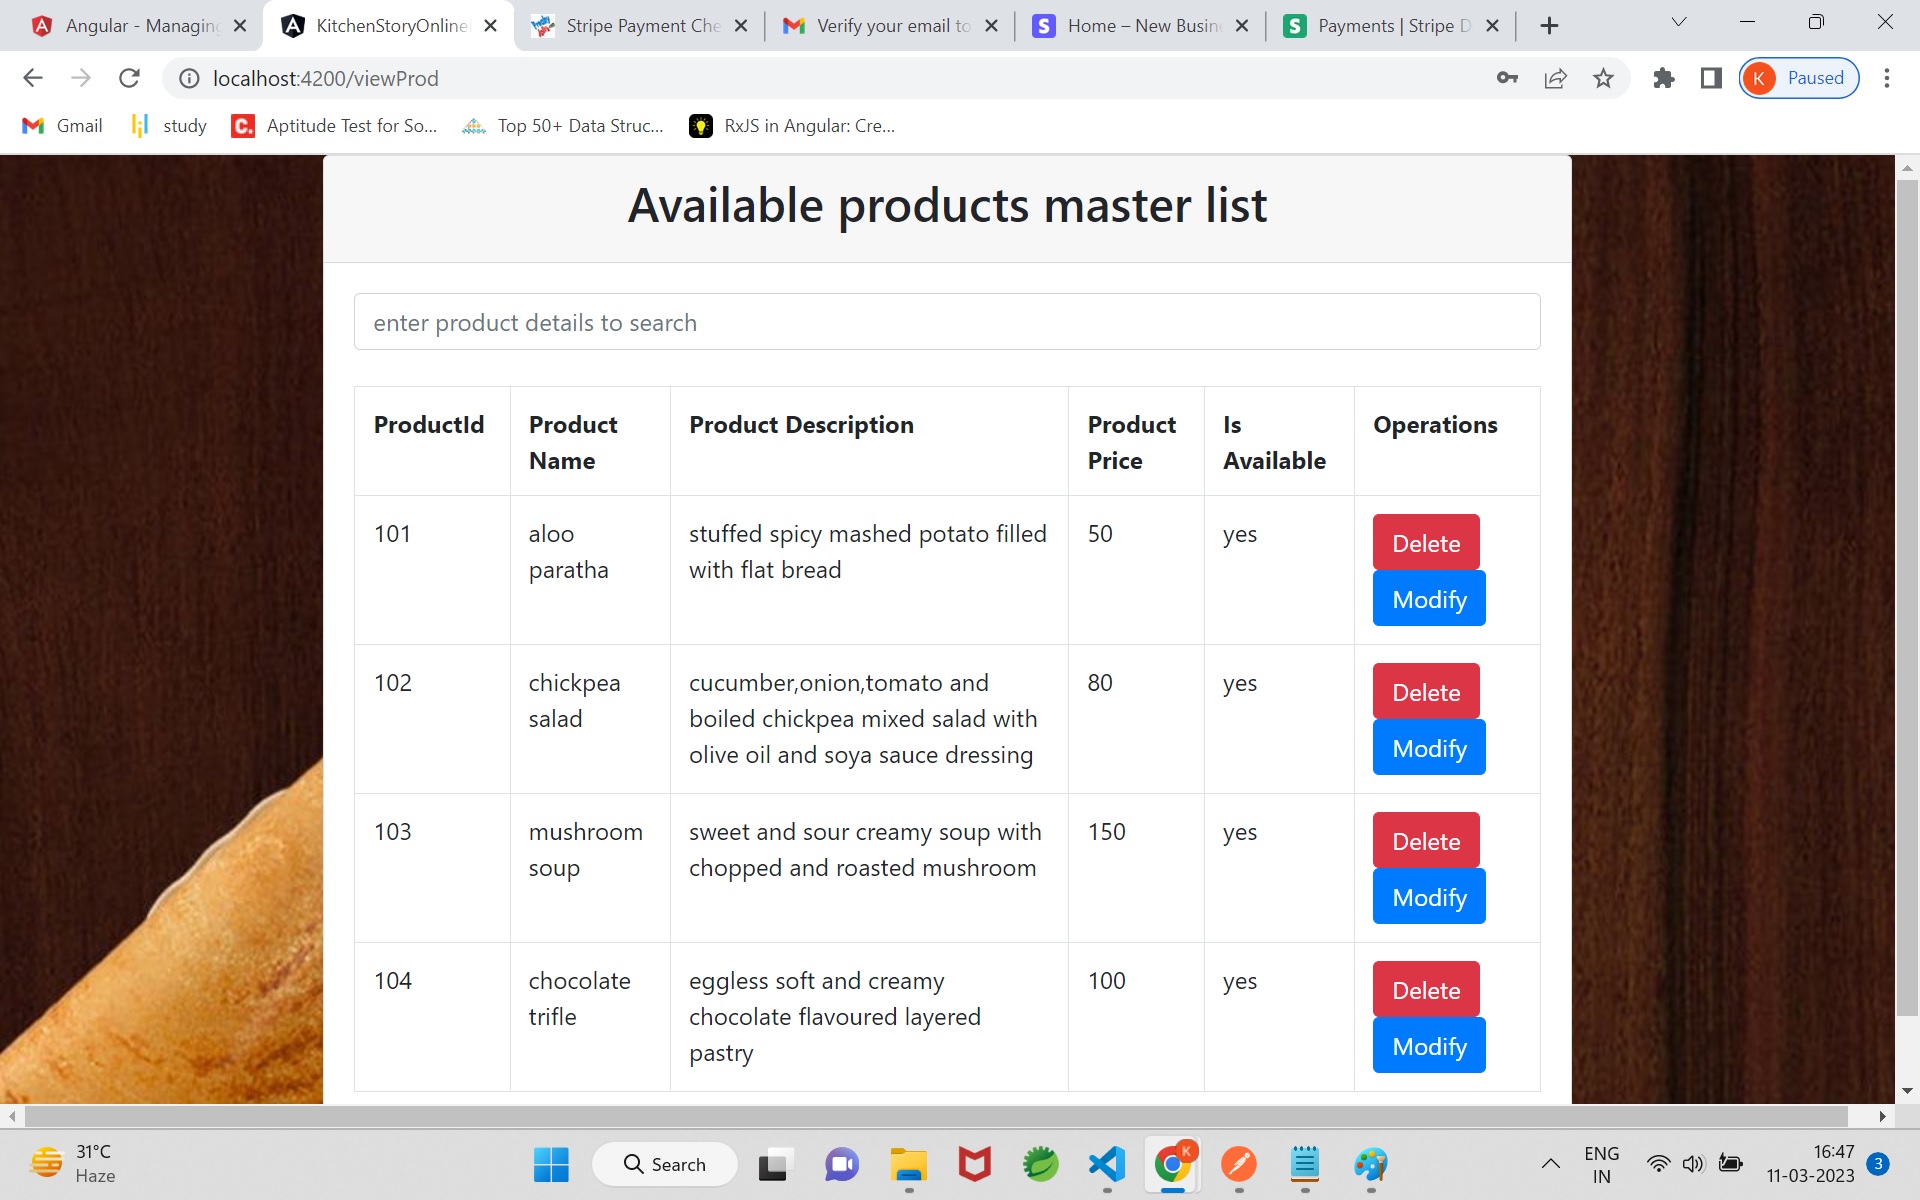 Angular - Managing
KitchenStoryOnline
Stripe Payment Che
Verify your email to
Home – New Busin
Payments | Stripe D
localhost:4200/viewProd
K Paused
Gmail
study
C. Aptitude Test for So...
Top 50+ Data Struc...
RxJS in Angular: Cre...
Available products master list
enter product details to search
ProductId
Product
Name
Product Description
Product
Price
Is
Available
Operations
101
aloo
paratha
stuffed spicy mashed potato filled
with flat bread
50
yes
Delete
Modify
102
chickpea
salad
cucumber,onion,tomato and
boiled chickpea mixed salad with
olive oil and soya sauce dressing
80
yes
Delete
Modify
103
mushroom
soup
sweet and sour creamy soup with
chopped and roasted mushroom
150
yes
Delete
Modify
104
chocolate
trifle
eggless soft and creamy
chocolate flavoured layered
pastry
100
yes
Delete
Modify
31°C
Haze
Search
K
ENG
IN
16:47
11-03-2023
3